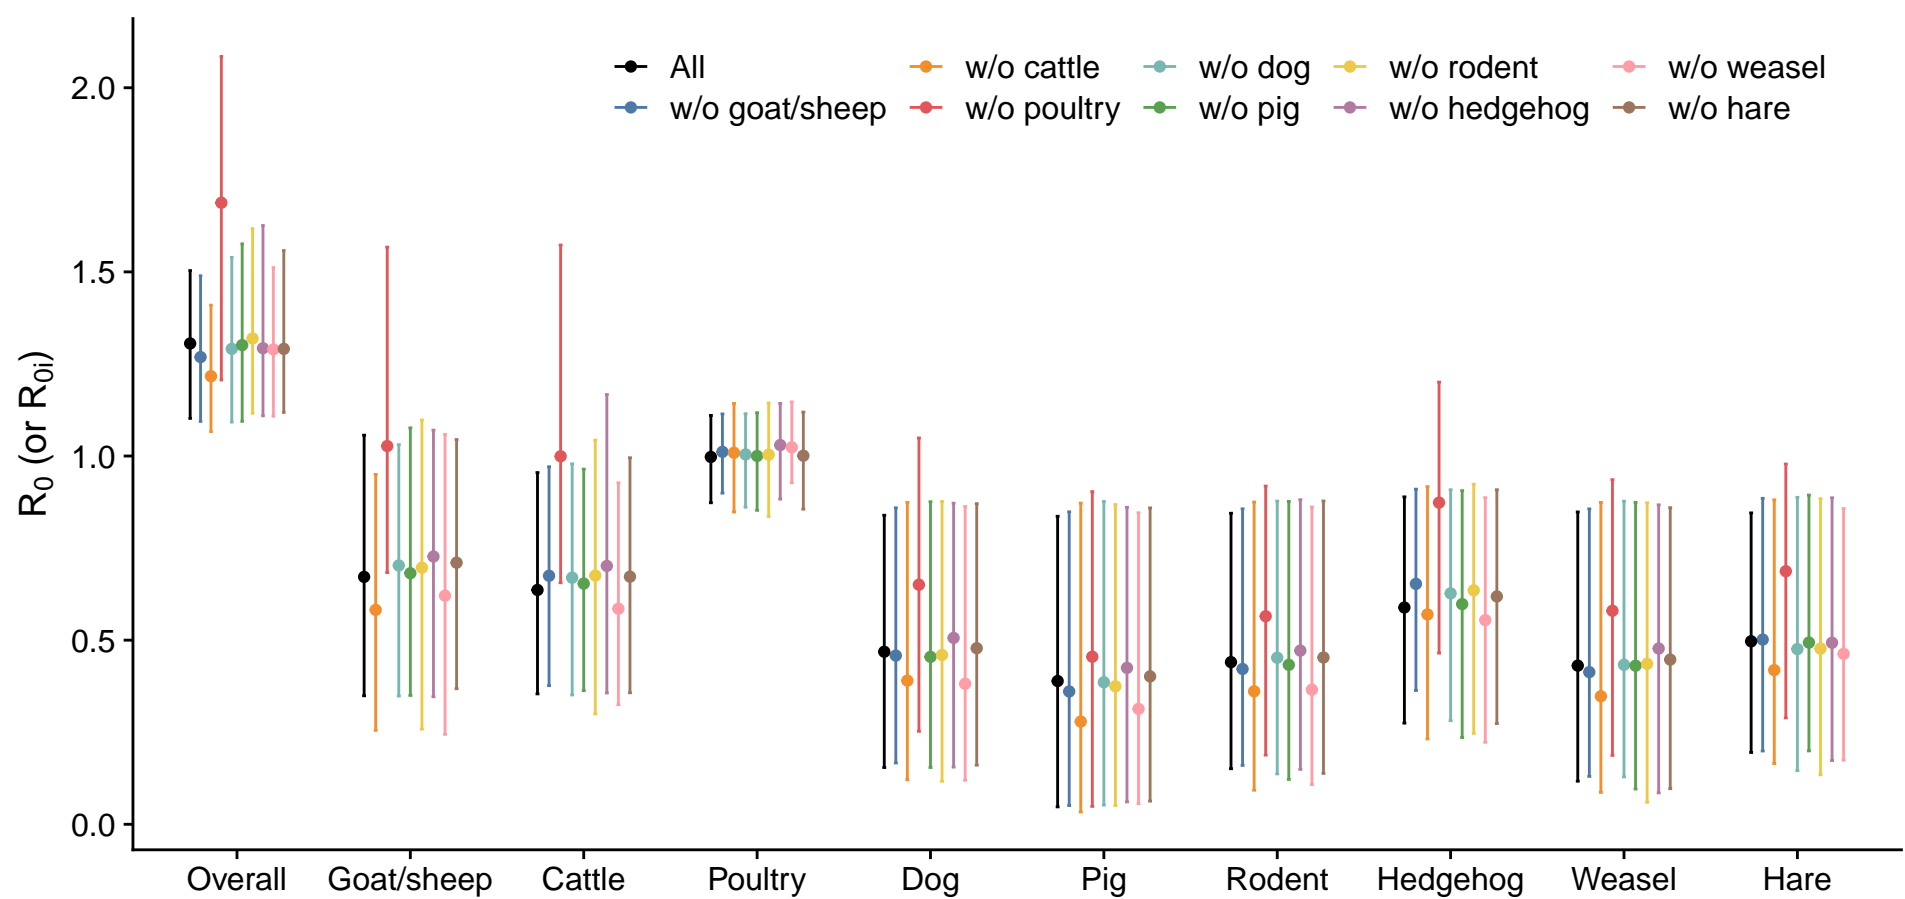 All
w/o goat/sheep
w/o cattle
w/o poultry
w/o dog
w/o pig
w/o rodent
w/o hedgehog
w/o weasel
w/o hare
R0 (or R0i)
2.0
1.5
1.0
0.5
0.0
Overall Goat/sheep Cattle Poultry Dog Pig Rodent Hedgehog Weasel Hare